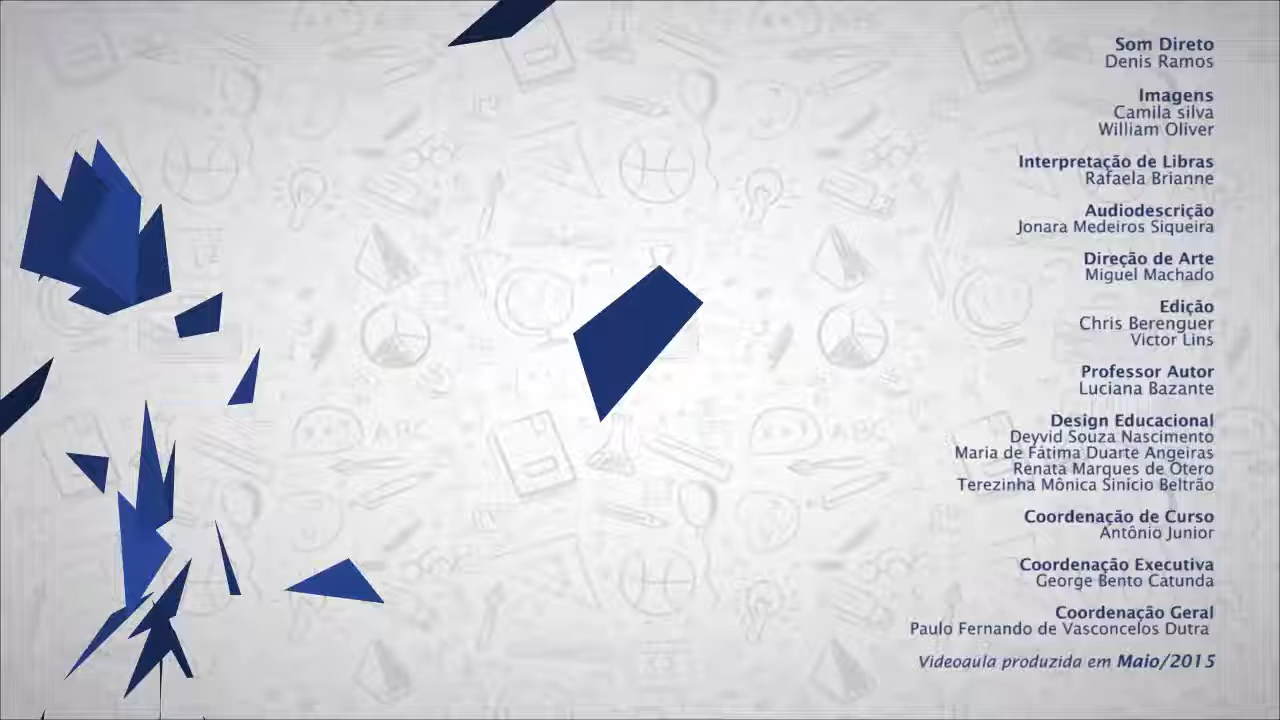 Som Direto
Denis Ramos
Imagens
Camila silva
William Oliver
Interpretação de Libras
Rafaela Brianne
Audiodescrição
Jonara Medeiros Siqueira
Direção de Arte
Miguel Machado
Edição
Chris Berenguer
Victor Lins
Professor Autor
Luciana Bazante
Design Educacional
Deyvid Souza Nascimento
Maria de Fátima Duarte Angeiras
Renata Marques de Otero
Terezinha Mônica Sinício Beltrão
Coordenação de Curso
Antônio Junior
Coordenação Executiva
George Bento Catunda
Coordenação Geral
Paulo Fernando de Vasconcelos Dutra
Videoaula produzida em Maio/2015
ABC